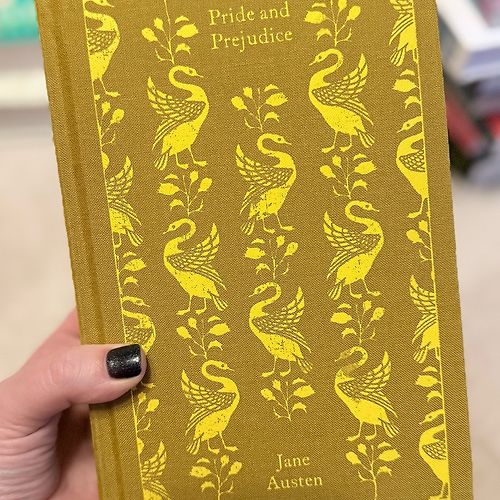 Pride and
Prejudice
Jane
Austen